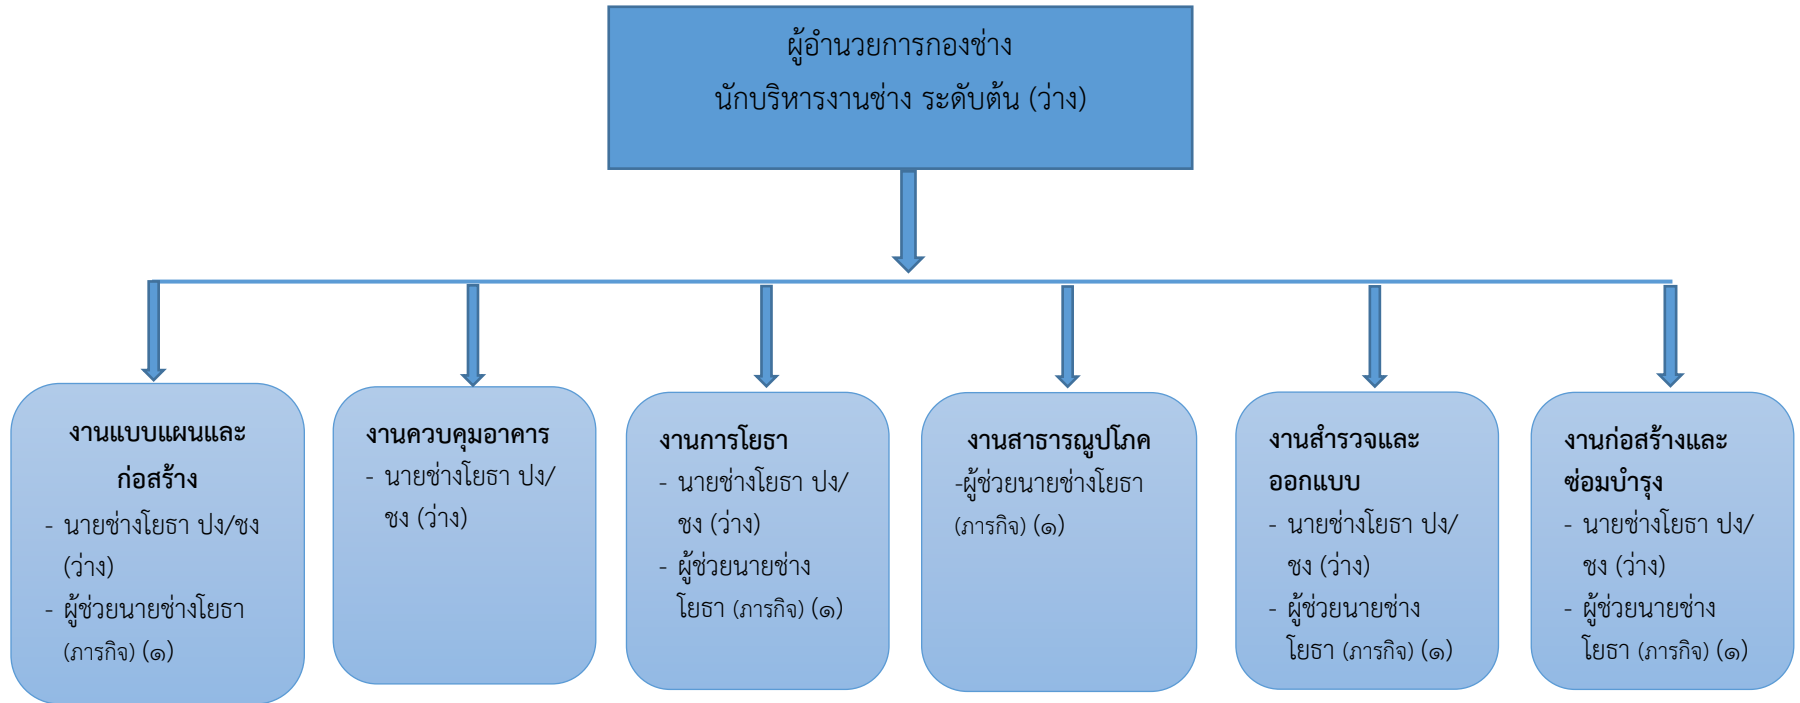 ผู้อำนวยการกองช่าง
นักบริหารงานช่าง ระดับต้น (ว่าง)
งานแบบแผนและ
ก่อสร้าง
- นายช่างโยธา ปง/ชง
(ว่าง)
- ผู้ช่วยนายช่างโยธา
(ภารกิจ) (๑)
งานควบคุมอาคาร
- นายช่างโยธา ปง/
ชง (ว่าง)
งานการโยธา
- นายช่างโยธา ปง/
ชง (ว่าง)
- ผู้ช่วยนายช่าง
โยธา (ภารกิจ) (๑)
งานสาธารณูปโภค
-ผู้ช่วยนายช่างโยธา
(ภารกิจ) (๑)
งานสำรวจและ
ออกแบบ
- นายช่างโยธา ปง/
ชง (ว่าง)
- ผู้ช่วยนายช่าง
โยธา (ภารกิจ) (๑)
งานก่อสร้างและ
ซ่อมบำรุง
- นายช่างโยธา ปง/
ชง (ว่าง)
- ผู้ช่วยนายช่าง
โยธา (ภารกิจ) (๑)